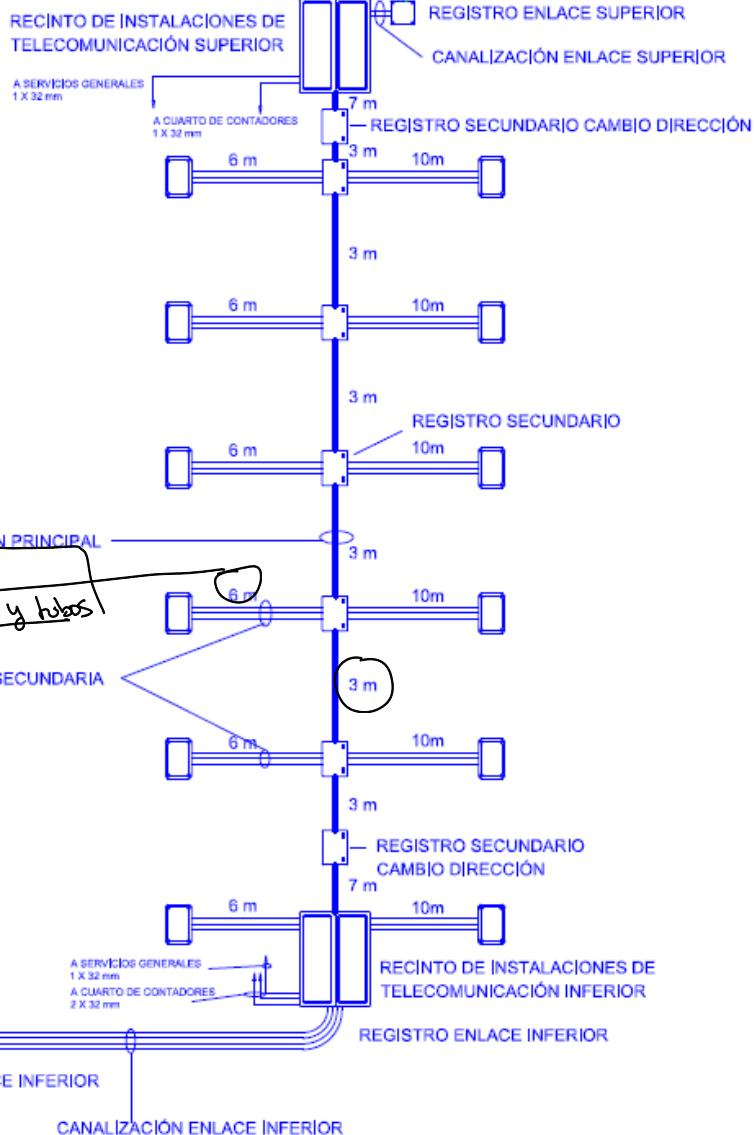 RECINTO DE INSTALACIONES DE
TELECOMUNICACIÓN SUPERIOR
REGISTRO ENLACE SUPERIOR
CANALIZACIÓN ENLACE SUPERIOR
A SERVICIOS GENERALES
1 X 32 mm
A CUARTO DE CONTADORES
1 X 32 mm
7 m
REGISTRO SECUNDARIO CAMBIO DIRECCIÓN
3 m
6 m
10m
3 m
6 m
10m
3 m
REGISTRO SECUNDARIO
6 m
10m
N PRINCIPAL
3 m
y tubos
6 m
10m
SECUNDARIA
3 m
6 m
10m
3 m
REGISTRO SECUNDARIO
CAMBIO DIRECCIÓN
7 m
6 m
10m
A SERVICIOS GENERALES
1 X 32 mm
A CUARTO DE CONTADORES
2 X 32 mm
RECINTO DE INSTALACIONES DE
TELECOMUNICACIÓN INFERIOR
REGISTRO ENLACE INFERIOR
CE INFERIOR
CANALIZACIÓN ENLACE INFERIOR